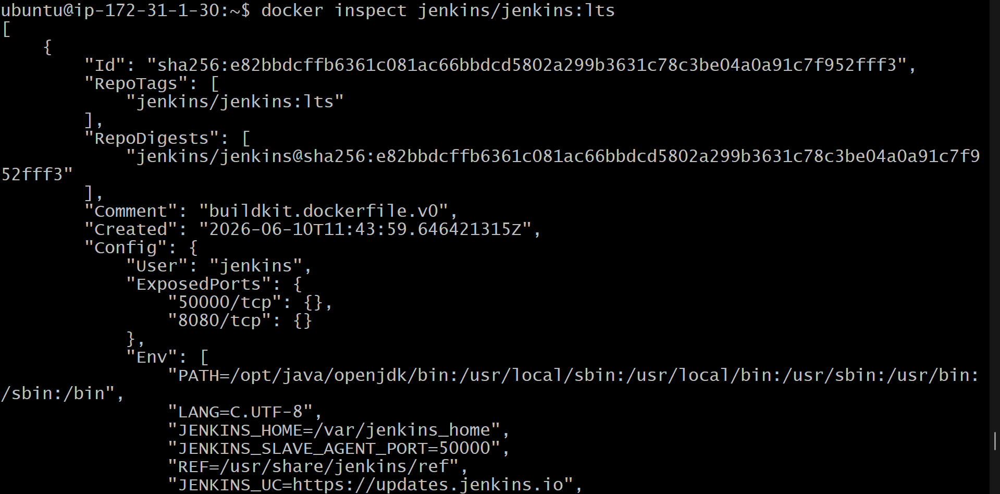 ubuntu@ip-172-31-1-30:~$ docker inspect jenkins/jenkins:lts
[
    {
        "Id": "sha256:e82bbdcffb6361c081ac66bbdcd5802a299b3631c78c3be04a0a91c7f952fff3",
        "RepoTags": [
            "jenkins/jenkins:lts"
        ],
        "RepoDigests": [
            "jenkins/jenkins@sha256:e82bbdcffb6361c081ac66bbdcd5802a299b3631c78c3be04a0a91c7f9
52fff3"
        ],
        "Comment": "buildkit.dockerfile.v0",
        "Created": "2026-06-10T11:43:59.646421315Z",
        "Config": {
            "User": "jenkins",
            "ExposedPorts": {
                "50000/tcp": {},
                "8080/tcp": {}
            },
            "Env": [
                "PATH=/opt/java/openjdk/bin:/usr/local/sbin:/usr/local/bin:/usr/sbin:/usr/bin:
/sbin:/bin",
                "LANG=C.UTF-8",
                "JENKINS_HOME=/var/jenkins_home",
                "JENKINS_SLAVE_AGENT_PORT=50000",
                "REF=/usr/share/jenkins/ref",
                "JENKINS_UC=https://updates.jenkins.io",